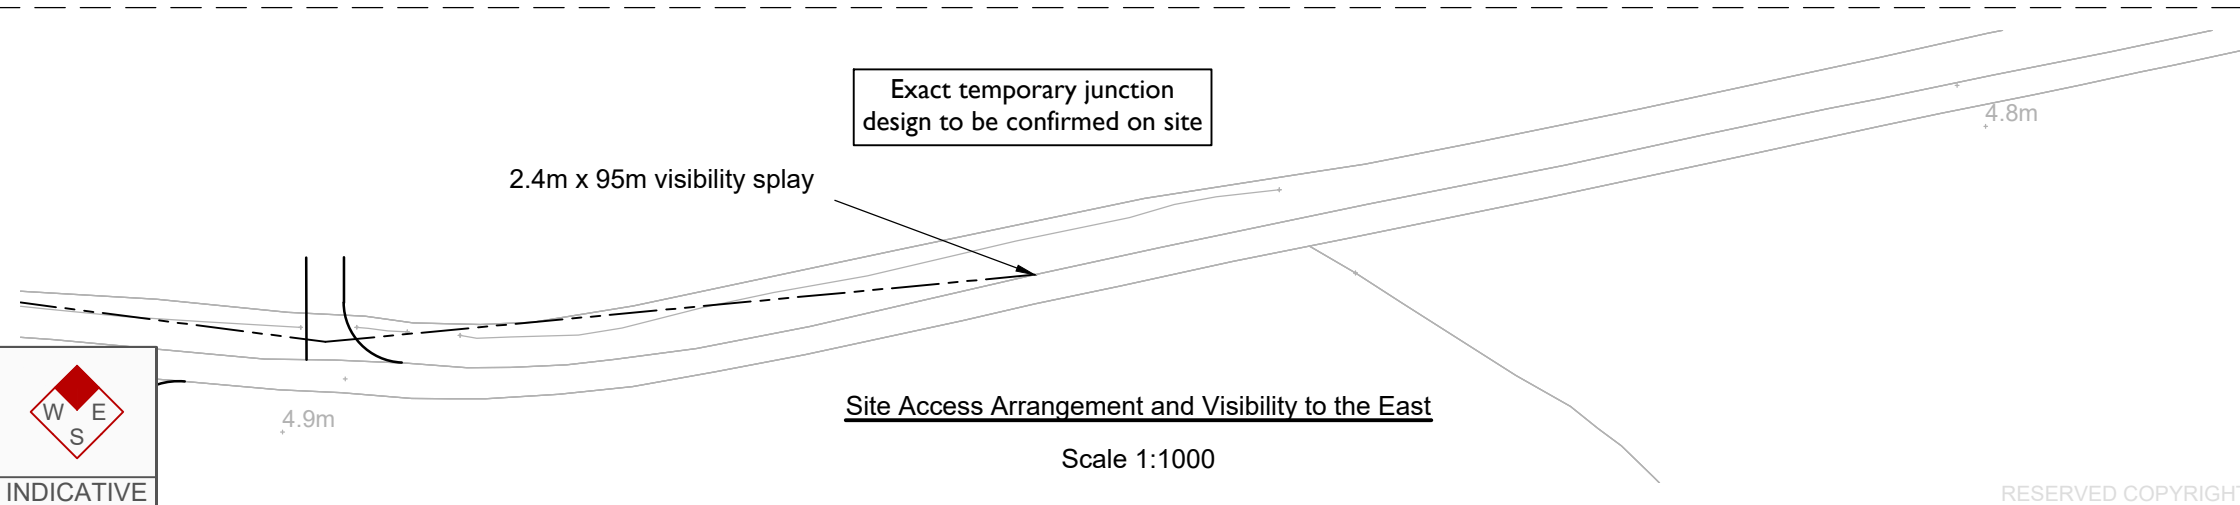 Exact temporary junction
design to be confirmed on site
4.8m
2.4m x 95m visibility splay
4.9m
W E
S
INDICATIVE
Site Access Arrangement and Visibility to the East
Scale 1:1000
RESERVED COPYRIGHT